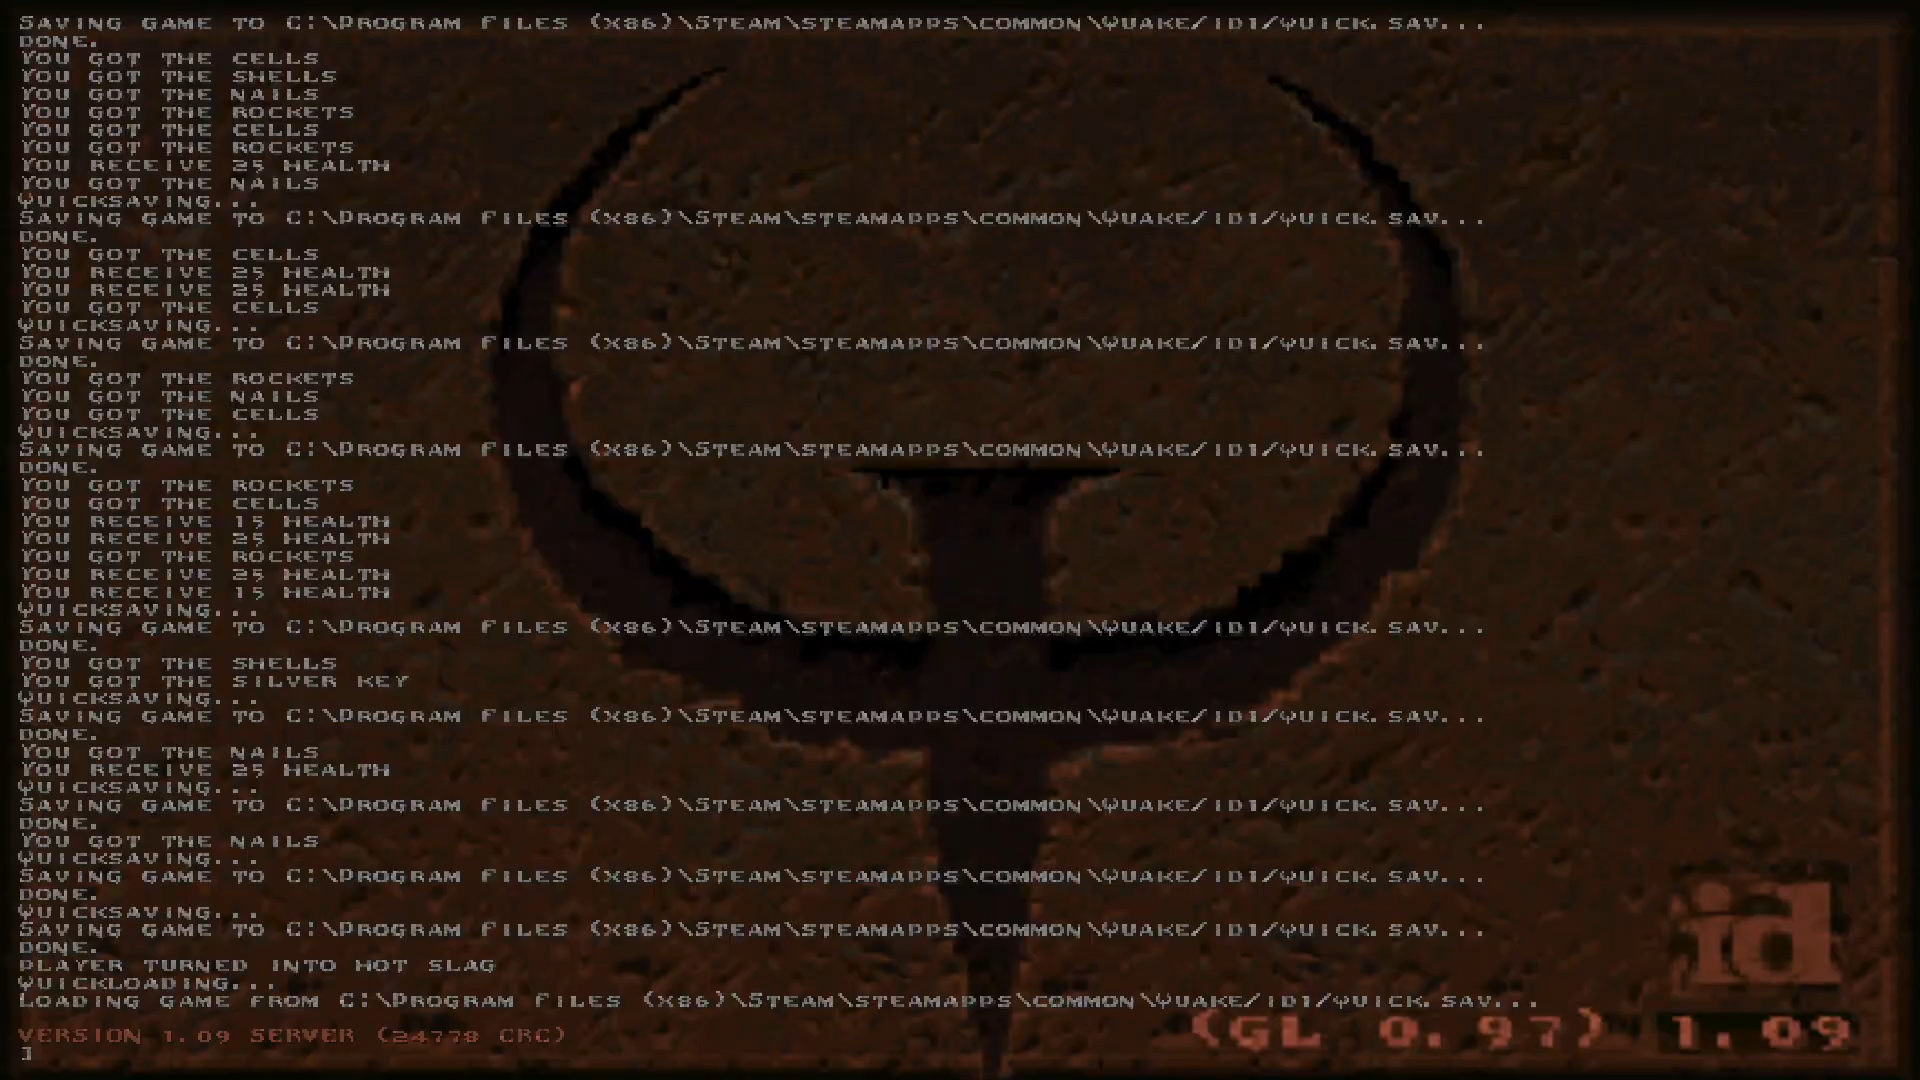 Saving game to C:\Program Files (x86)\Steam\steamapps\common\Quake/id1/quick.sav...
done.
You got the cells
You got the shells
You got the nails
You got the rockets
You got the cells
You got the rockets
You receive 25 health
You got the nails
Quicksaving...
Saving game to C:\Program Files (x86)\Steam\steamapps\common\Quake/id1/quick.sav...
done.
You got the cells
You receive 25 health
You receive 25 health
You got the cells
Quicksaving...
Saving game to C:\Program Files (x86)\Steam\steamapps\common\Quake/id1/quick.sav...
done.
You got the rockets
You got the nails
You got the cells
Quicksaving...
Saving game to C:\Program Files (x86)\Steam\steamapps\common\Quake/id1/quick.sav...
done.
You got the rockets
You got the cells
You receive 15 health
You receive 25 health
You got the rockets
You receive 25 health
You receive 15 health
Quicksaving...
Saving game to C:\Program Files (x86)\Steam\steamapps\common\Quake/id1/quick.sav...
done.
You got the shells
You got the silver key
Quicksaving...
Saving game to C:\Program Files (x86)\Steam\steamapps\common\Quake/id1/quick.sav...
done.
You got the nails
You receive 25 health
Quicksaving...
Saving game to C:\Program Files (x86)\Steam\steamapps\common\Quake/id1/quick.sav...
done.
You got the nails
Quicksaving...
Saving game to C:\Program Files (x86)\Steam\steamapps\common\Quake/id1/quick.sav...
done.
Quicksaving...
Saving game to C:\Program Files (x86)\Steam\steamapps\common\Quake/id1/quick.sav...
done.
player turned into hot slag
Quickloading...
Loading game from C:\Program Files (x86)\Steam\steamapps\common\Quake/id1/quick.sav...
id
VERSION 1.09 SERVER (24778 CRC)
(GL 0.97) 1.09
]